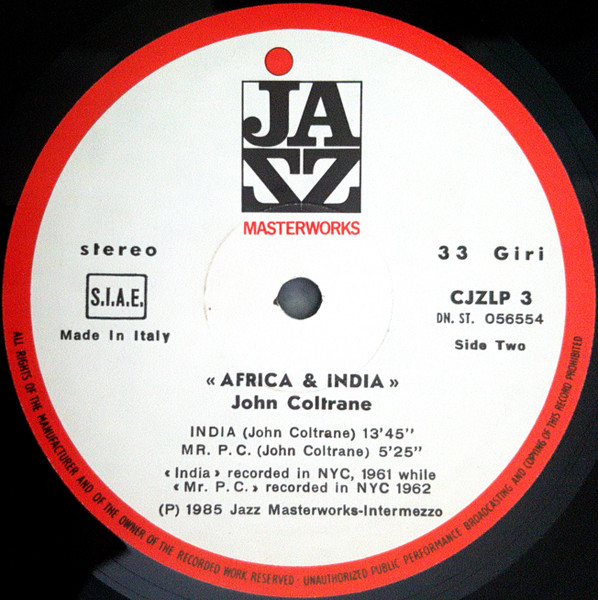 JAZZ
MASTERWORKS
stereo
33 Giri
S.I.A.E.
CJZLP 3
DN. ST. 056554
Made In Italy
Side Two
« AFRICA & INDIA »
John Coltrane
INDIA (John Coltrane) 13'45"
MR. P. C. (John Coltrane) 5'25"
« India » recorded in NYC, 1961 while
« Mr. P. C. » recorded in NYC 1962
(P) 1985 Jazz Masterworks-Intermezzo
ALL RIGHTS OF THE MANUFACTURER AND OF THE OWNER OF THE RECORDED WORK RESERVED - UNAUTHORIZED PUBLIC PERFORMANCE BROADCASTING AND COPYING OF THIS RECORD PROHIBITED